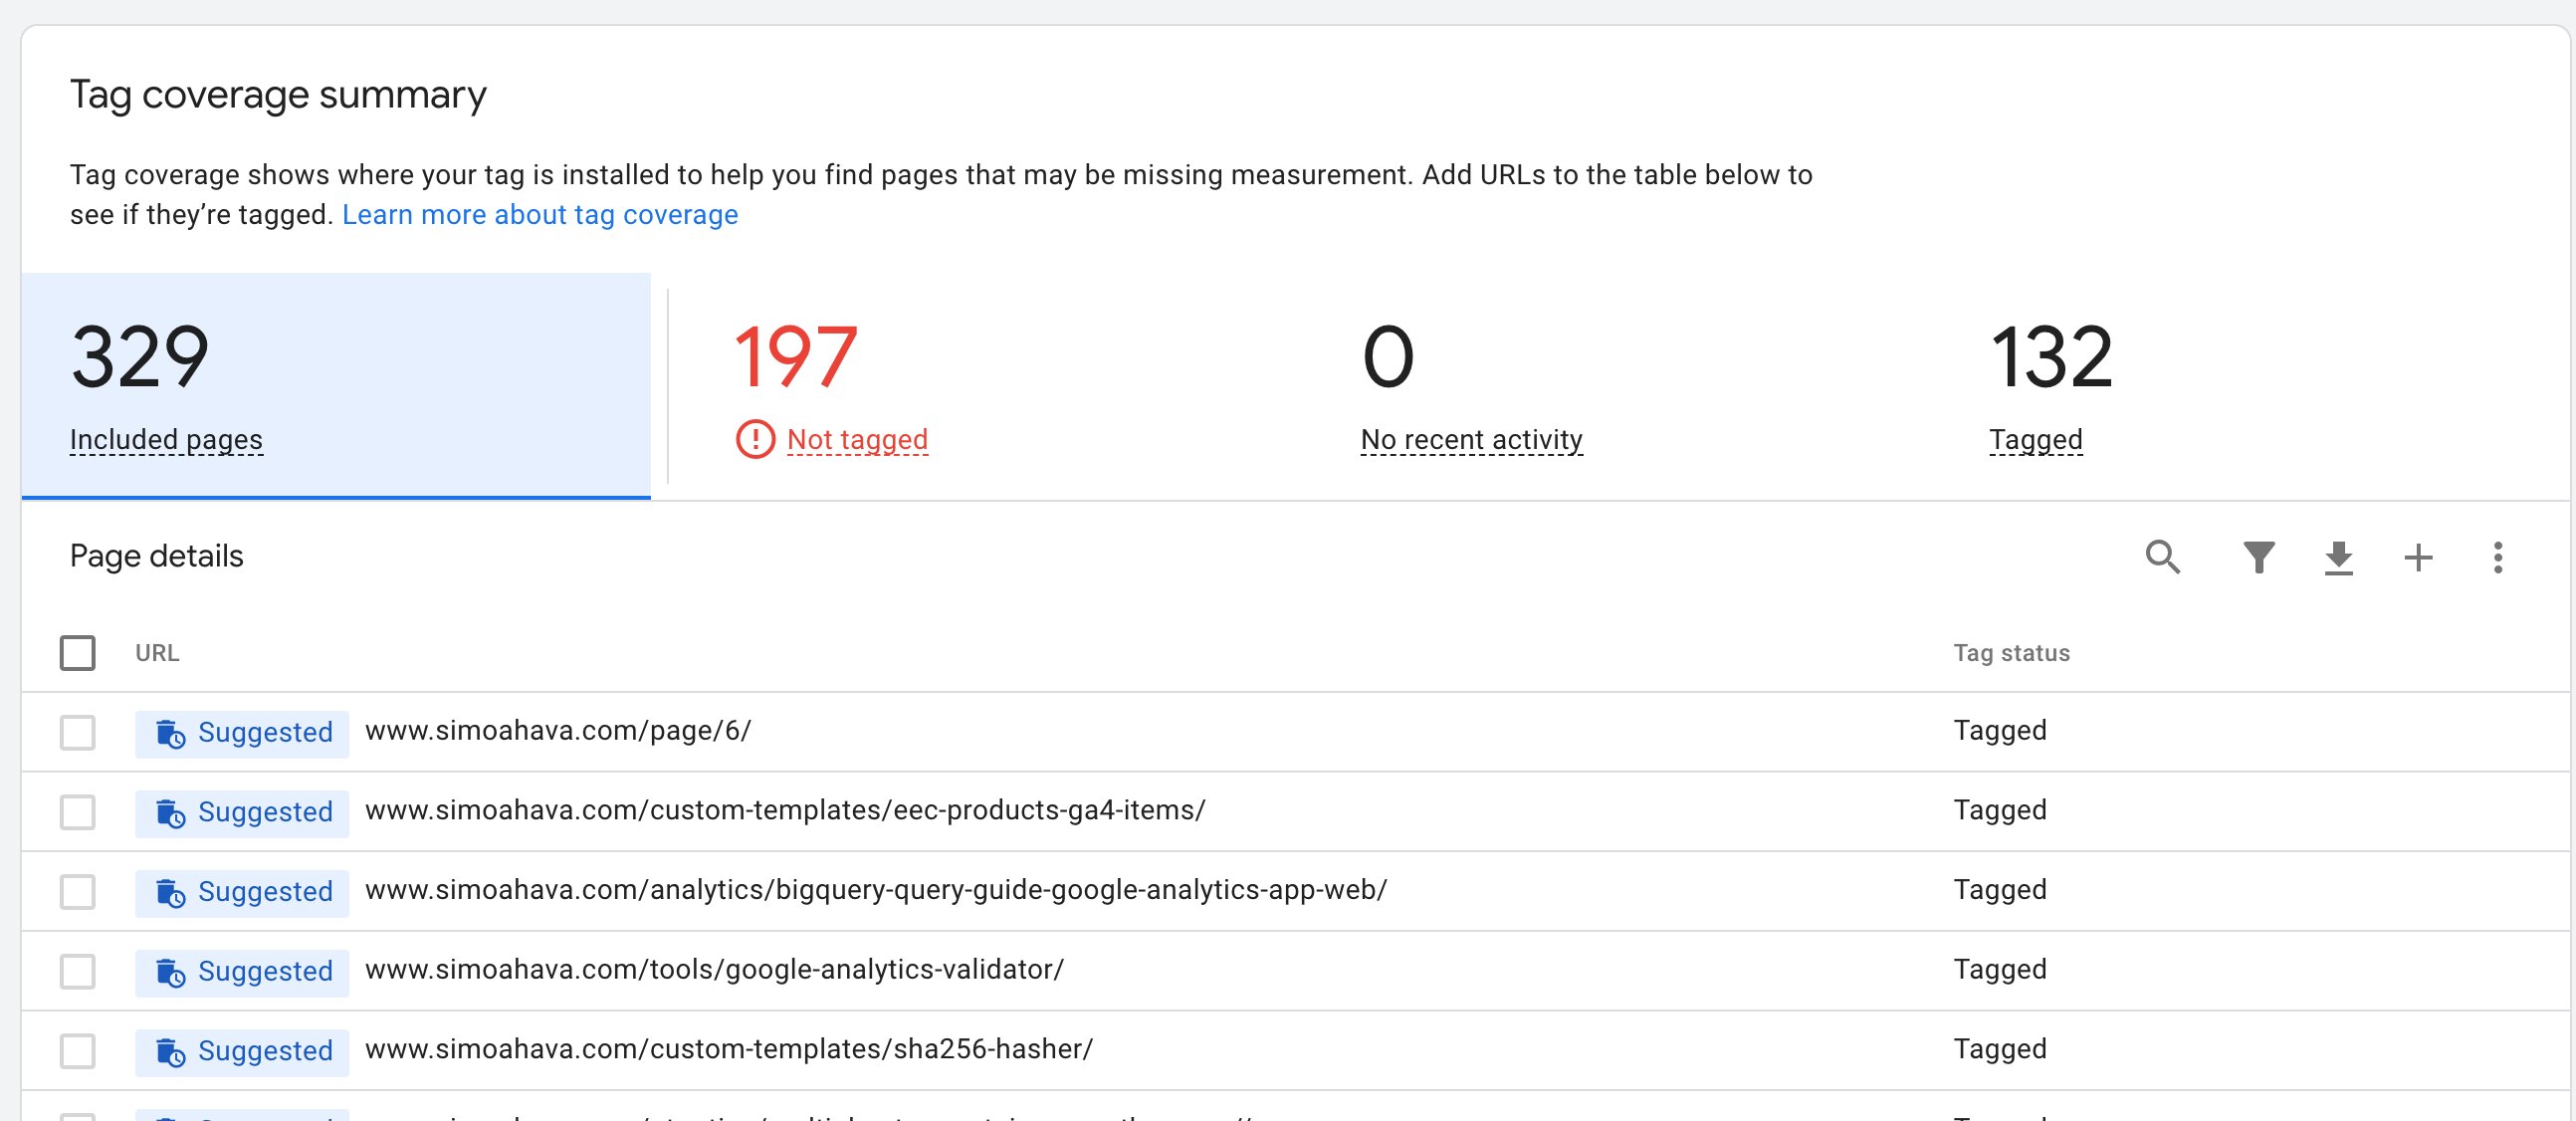 Tag coverage summary
Tag coverage shows where your tag is installed to help you find pages that may be missing measurement. Add URLs to the table below to
see if they’re tagged. Learn more about tag coverage
329
Included pages
197
Not tagged
0
No recent activity
132
Tagged
Page details
URL
Tag status
Suggested www.simoahava.com/page/6/ Tagged
Suggested www.simoahava.com/custom-templates/eec-products-ga4-items/ Tagged
Suggested www.simoahava.com/analytics/bigquery-query-guide-google-analytics-app-web/ Tagged
Suggested www.simoahava.com/tools/google-analytics-validator/ Tagged
Suggested www.simoahava.com/custom-templates/sha256-hasher/ Tagged